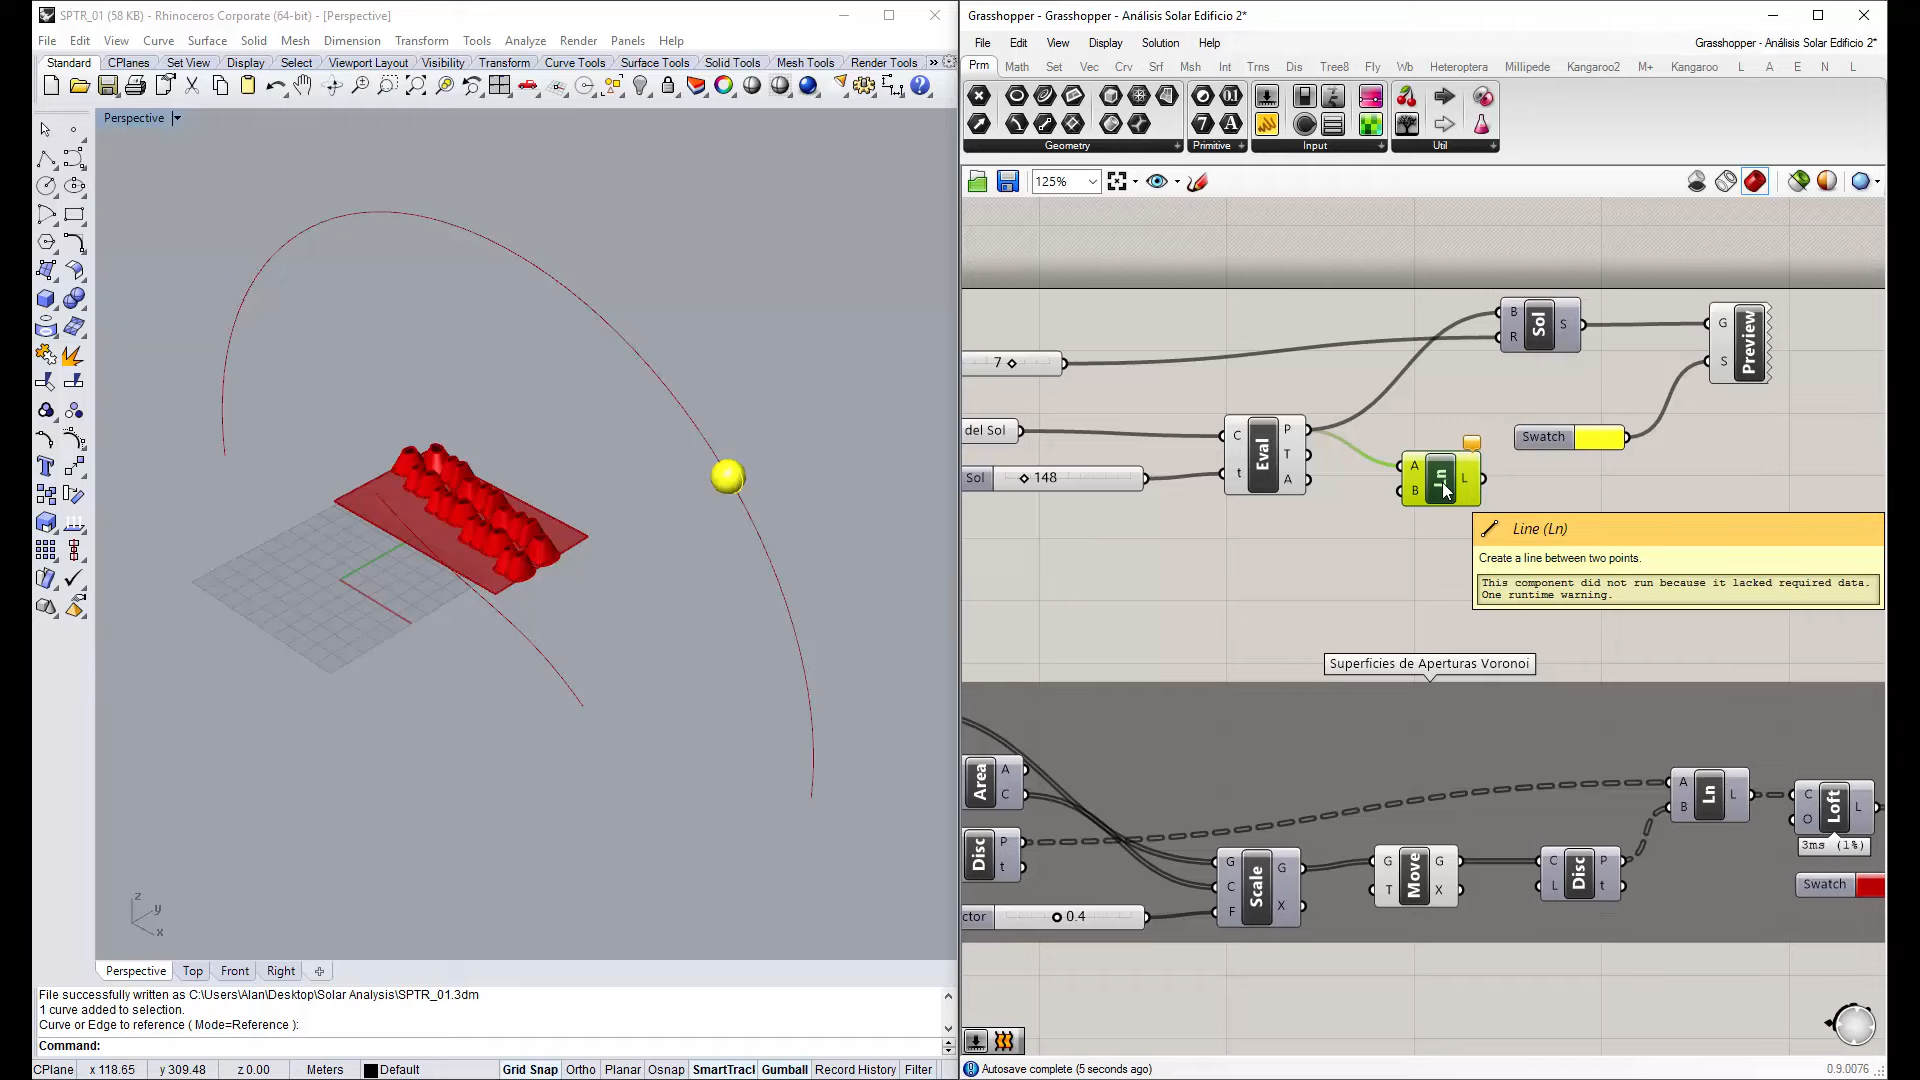 SPTR_01 (58 KB) - Rhinoceros Corporate (64-bit) - [Perspective]
File Edit View Curve Surface Solid Mesh Dimension Transform Tools Analyze Render Panels Help
Standard CPlanes Set View Display Select Viewport Layout Visibility Transform Curve Tools Surface Tools Solid Tools Mesh Tools Render Tools »
Perspective
z
y
x
Perspective Top Front Right
File successfully written as C:\Users\Alan\Desktop\Solar Analysis\SPTR_01.3dm
1 curve added to selection.
Curve or Edge to reference ( Mode=Reference ):
Command:
CPlane x 118.65 y 309.48 z 0.00 Meters Default Grid Snap Ortho Planar Osnap SmartTracl Gumball Record History Filter
Grasshopper - Grasshopper - Análisis Solar Edificio 2*
File Edit View Display Solution Help
Grasshopper - Análisis Solar Edificio 2*
Prm Math Set Vec Crv Srf Msh Int Trns Dis Tree8 Fly Wb Heteroptera Millipede Kangaroo2 M+ Kangaroo L A E N L
Geometry Primitive Input Util
125%
B R Sol S
G S Preview
7
del Sol
C t Eval P T A
Swatch
Sol 148
A B Ln L
Line (Ln)
Create a line between two points.
This component did not run because it lacked required data.
One runtime warning.
Superficies de Aperturas Voronoi
Area A C
A B Ln L
C O Loft L
3ms (1%)
Disc P t
G C F Scale G X
G T Move G X
C L Disc P t
Swatch
ctor 0.4
Autosave complete (5 seconds ago)
0.9.0076